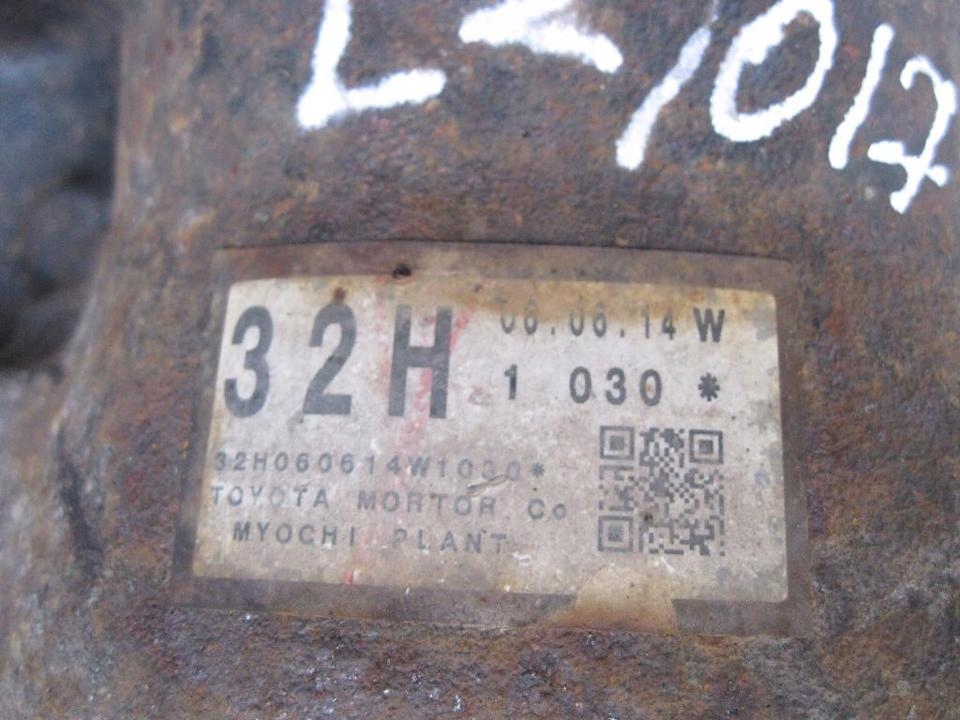 L<1017
32H
06.06.14 W
1 030 *
32H060614W1030*
TOYOTA MORTOR Co
MYOCHI PLANT